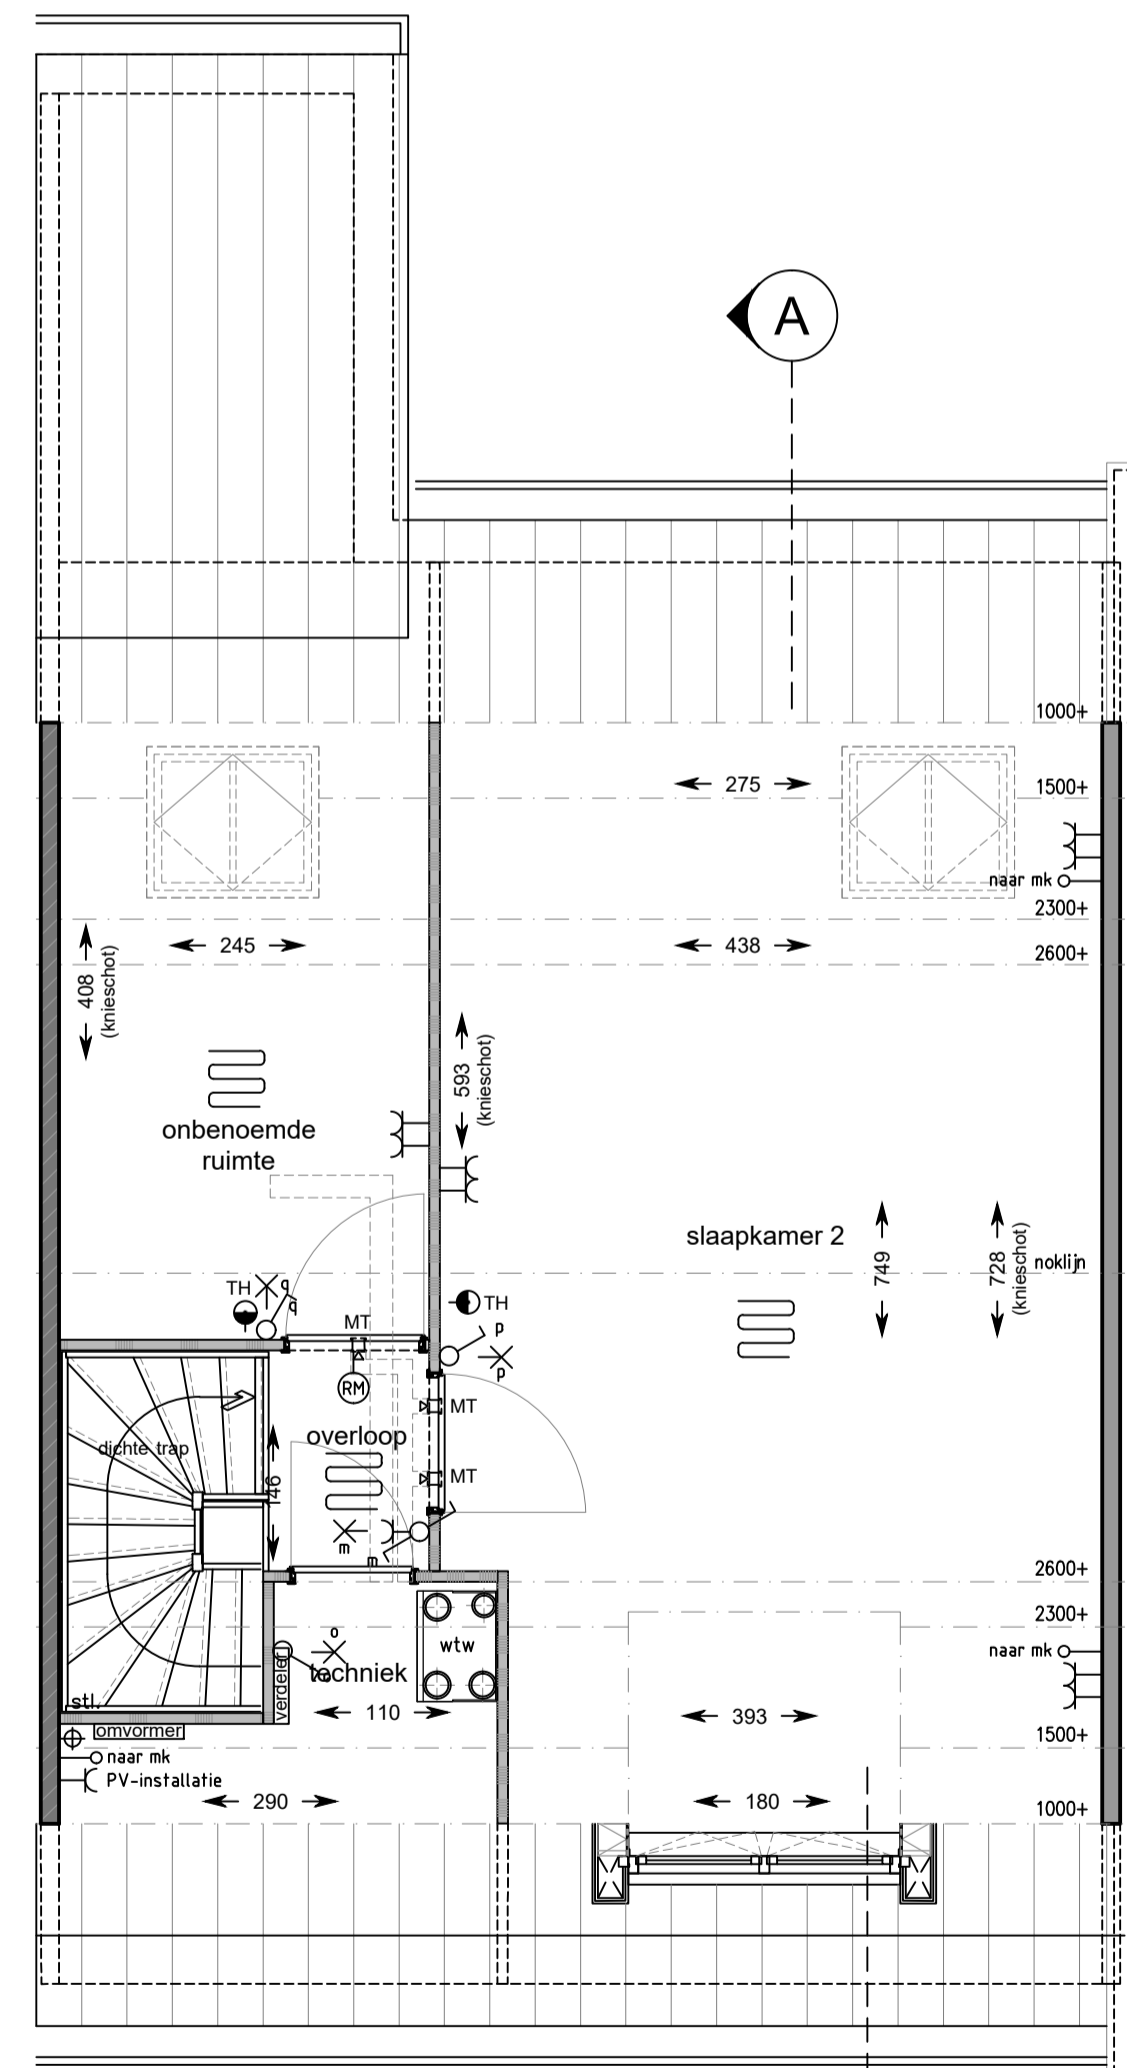 A
1000+
275
1500+
naar mk
2300+
245
438
2600+
408
(knieschot)
593
(knieschot)
onbenoemde
ruimte
slaapkamer 2
749
728
(knieschot)
noklijn
TH
q
q
TH
MT
p
p
RM
MT
overloop
dichte trap
146
MT
m
m
2600+
2300+
o
wtw
naar mk
techniek
verdeler
stl.
110
393
omvormer
1500+
naar mk
PV-installatie
290
180
1000+